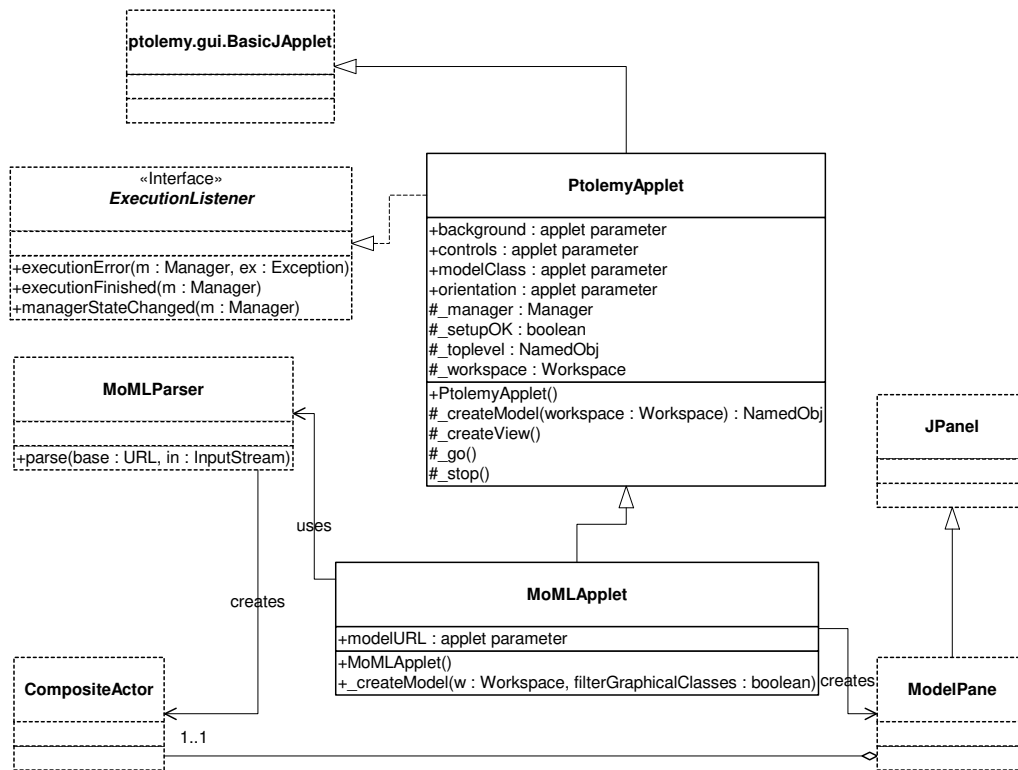 ptolemy.gui.BasicJApplet
«Interface»
ExecutionListener
+executionError(m : Manager, ex : Exception)
+executionFinished(m : Manager)
+managerStateChanged(m : Manager)
PtolemyApplet
+background : applet parameter
+controls : applet parameter
+modelClass : applet parameter
+orientation : applet parameter
#_manager : Manager
#_setupOK : boolean
#_toplevel : NamedObj
#_workspace : Workspace
+PtolemyApplet()
#_createModel(workspace : Workspace) : NamedObj
#_createView()
#_go()
#_stop()
MoMLParser
+parse(base : URL, in : InputStream)
JPanel
uses
creates
MoMLApplet
+modelURL : applet parameter
+MoMLApplet()
+_createModel(w : Workspace, filterGraphicalClasses : boolean)
creates
CompositeActor
1..1
ModelPane